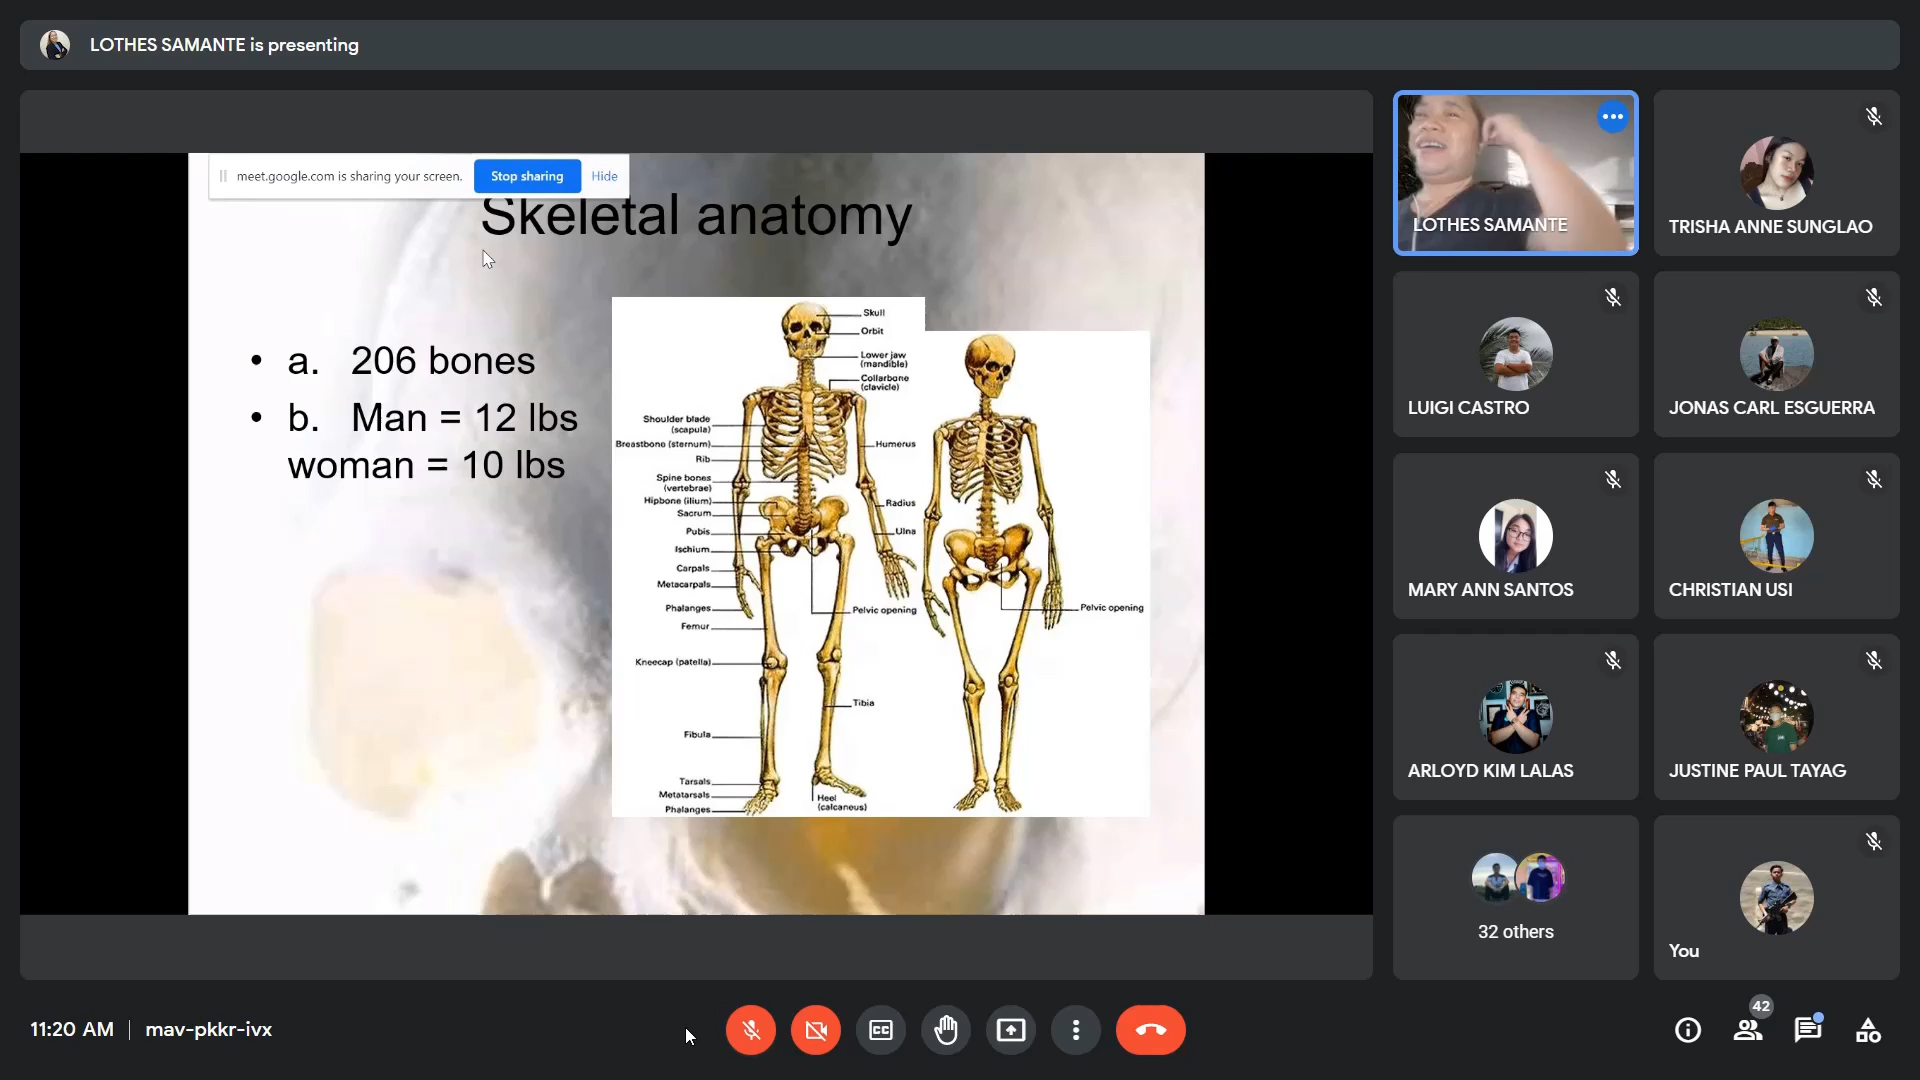 LOTHES SAMANTE is presenting
meet.google.com is sharing your screen.
Stop sharing
Hide
Skeletal anatomy
• a. 206 bones
• b. Man = 12 lbs
woman = 10 lbs
Skull
Orbit
Lower jaw
(mandible)
Collarbone
(clavicle)
Shoulder blade
(scapula)
Breastbone (sternum)
Humerus
Rib
Spine bones
(vertebrae)
Hipbone (ilium)
Radius
Sacrum
Pubis
Ulna
Ischium
Carpals
Metacarpals
Phalanges
Pelvic opening
Pelvic opening
Femur
Kneecap (patella)
Tibia
Fibula
Tarsals
Metatarsals
Heel
(calcaneus)
Phalanges
LOTHES SAMANTE
TRISHA ANNE SUNGLAO
LUIGI CASTRO
JONAS CARL ESGUERRA
MARY ANN SANTOS
CHRISTIAN USI
ARLOYD KIM LALAS
JUSTINE PAUL TAYAG
32 others
You
11:20 AM
mav-pkkr-ivx
CC
42